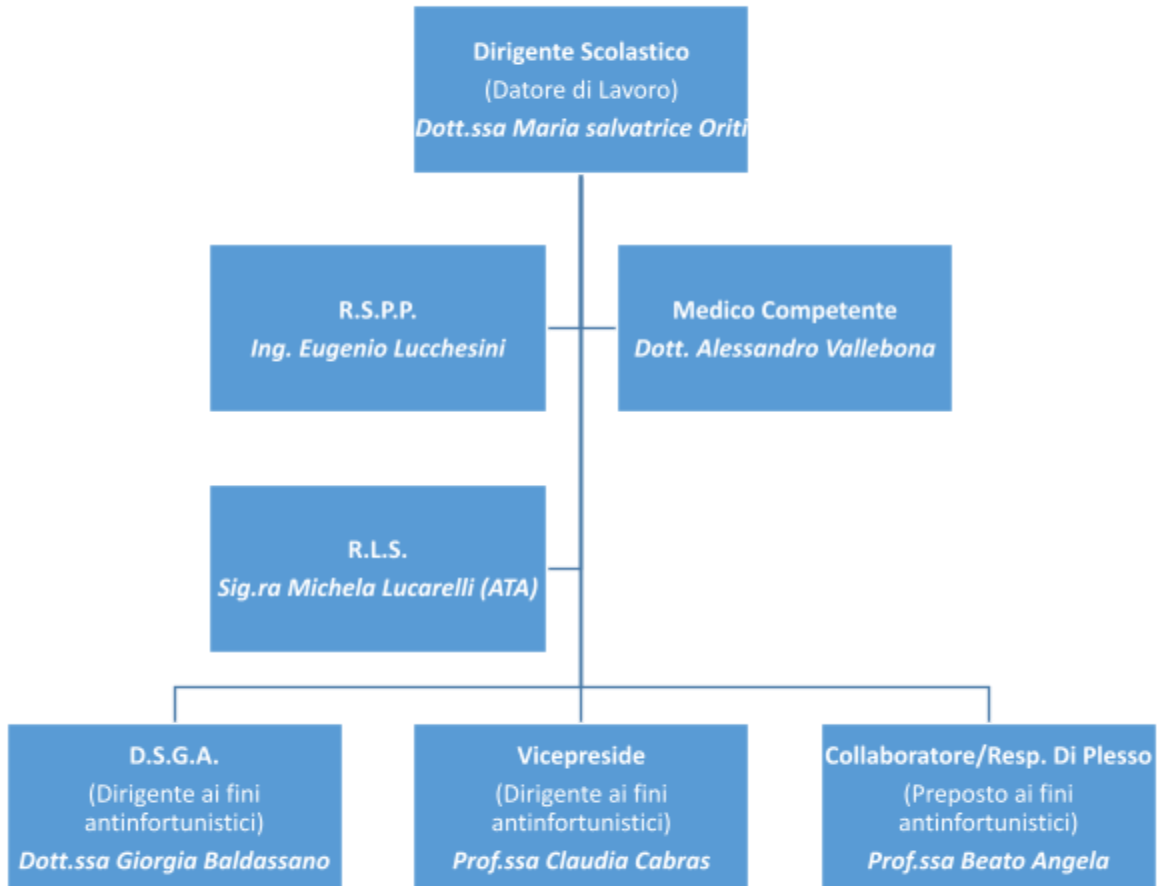 Dirigente Scolastico
(Datore di Lavoro)
Dott.ssa Maria salvatrice Oriti
R.S.P.P.
Ing. Eugenio Lucchesini
Medico Competente
Dott. Alessandro Vallebona
R.L.S.
Sig.ra Michela Lucarelli (ATA)
D.S.G.A.
(Dirigente ai fini
antinfortunistici)
Dott.ssa Giorgia Baldassano
Vicepreside
(Dirigente ai fini
antinfortunistici)
Prof.ssa Claudia Cabras
Collaboratore/Resp. Di Plesso
(Preposto ai fini
antinfortunistici)
Prof.ssa Beato Angela